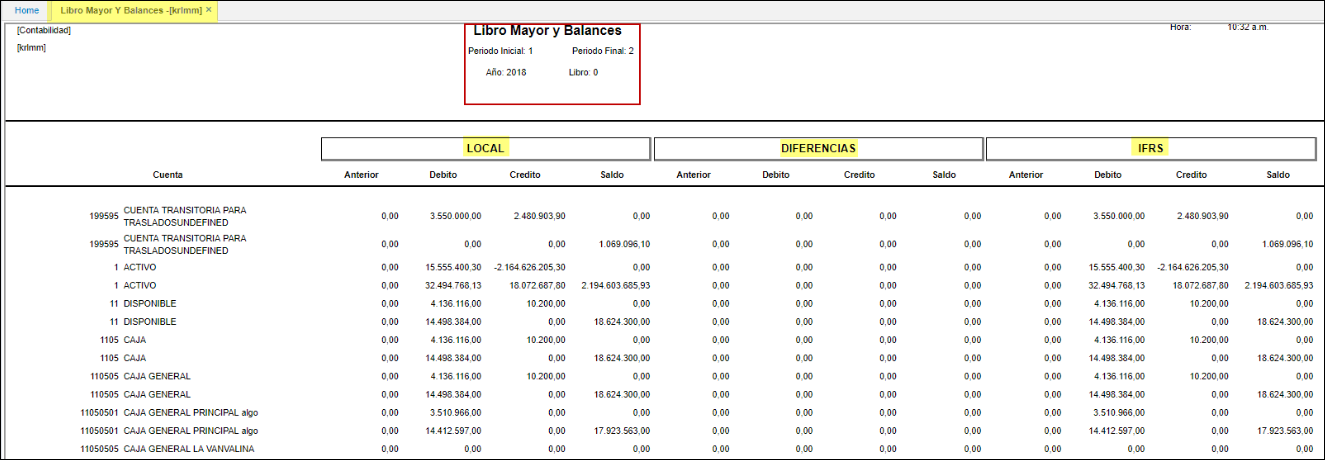 Home Libro Mayor Y Balances -[krlmm] ×
[Contabilidad] Libro Mayor y Balances Hora: 10:32 a.m.
[krlmm] Periodo Inicial: 1 Periodo Final: 2
Año: 2018 Libro: 0
LOCAL DIFERENCIAS IFRS
Cuenta Anterior Debito Credito Saldo Anterior Debito Credito Saldo Anterior Debito Credito Saldo
199595 CUENTA TRANSITORIA PARA 0,00 3.550.000,00 2.480.903,90 0,00 0,00 0,00 0,00 0,00 0,00 3.550.000,00 2.480.903,90 0,00
TRASLADOSUNDEFINED
199595 CUENTA TRANSITORIA PARA 0,00 0,00 0,00 1.069.096,10 0,00 0,00 0,00 0,00 0,00 0,00 0,00 1.069.096,10
TRASLADOSUNDEFINED
1 ACTIVO 0,00 15.555.400,30 -2.164.626.205,30 0,00 0,00 0,00 0,00 0,00 0,00 15.555.400,30 -2.164.626.205,30 0,00
1 ACTIVO 0,00 32.494.768,13 18.072.687,80 2.194.603.685,93 0,00 0,00 0,00 0,00 0,00 32.494.768,13 18.072.687,80 2.194.603.685,93
11 DISPONIBLE 0,00 4.136.116,00 10.200,00 0,00 0,00 0,00 0,00 0,00 0,00 4.136.116,00 10.200,00 0,00
11 DISPONIBLE 0,00 14.498.384,00 0,00 18.624.300,00 0,00 0,00 0,00 0,00 0,00 14.498.384,00 0,00 18.624.300,00
1105 CAJA 0,00 4.136.116,00 10.200,00 0,00 0,00 0,00 0,00 0,00 0,00 4.136.116,00 10.200,00 0,00
1105 CAJA 0,00 14.498.384,00 0,00 18.624.300,00 0,00 0,00 0,00 0,00 0,00 14.498.384,00 0,00 18.624.300,00
110505 CAJA GENERAL 0,00 4.136.116,00 10.200,00 0,00 0,00 0,00 0,00 0,00 0,00 4.136.116,00 10.200,00 0,00
110505 CAJA GENERAL 0,00 14.498.384,00 0,00 18.624.300,00 0,00 0,00 0,00 0,00 0,00 14.498.384,00 0,00 18.624.300,00
11050501 CAJA GENERAL PRINCIPAL algo 0,00 3.510.966,00 0,00 0,00 0,00 0,00 0,00 0,00 0,00 3.510.966,00 0,00 0,00
11050501 CAJA GENERAL PRINCIPAL algo 0,00 14.412.597,00 0,00 17.923.563,00 0,00 0,00 0,00 0,00 0,00 14.412.597,00 0,00 17.923.563,00
11050505 CAJA GENERAL LA VANVALINA 0,00 0,00 0,00 0,00 0,00 0,00 0,00 0,00 0,00 0,00 0,00 0,00